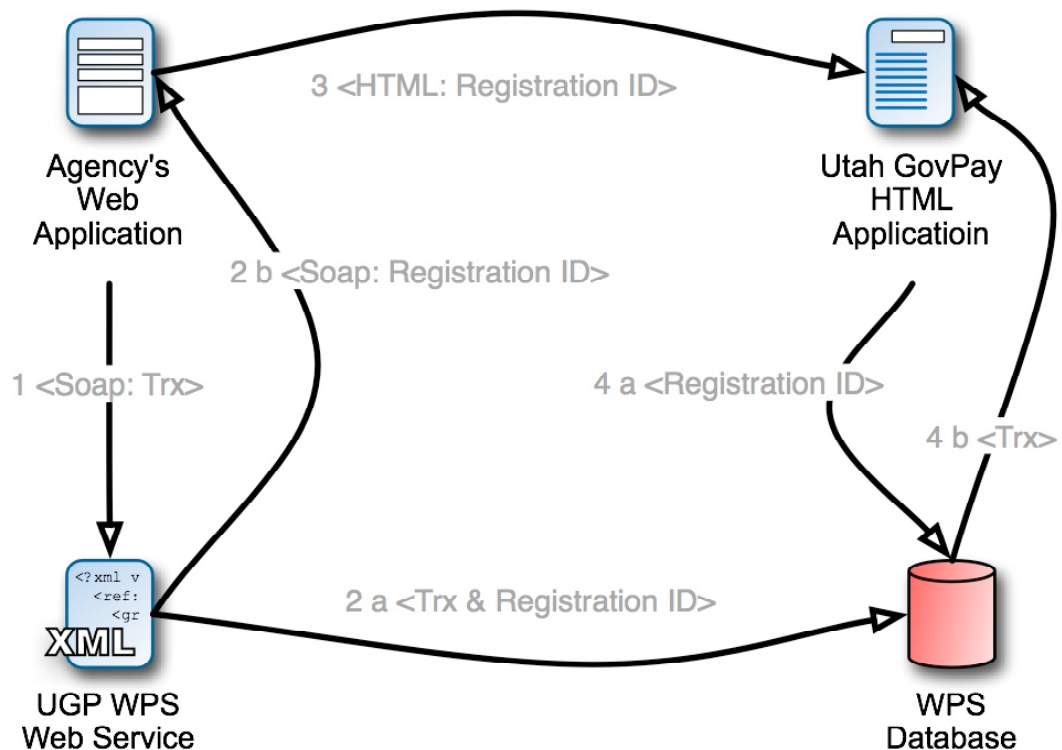 3 <HTML: Registration ID>
Agency's
Web
Application
Utah GovPay
HTML
Applicatioin
2 b <Soap: Registration ID>
1 <Soap: Trx>
4 a <Registration ID>
4 b <Trx>
<?xml v
<ref:
<gr
XML
2 a <Trx & Registration ID>
UGP WPS
Web Service
WPS
Database